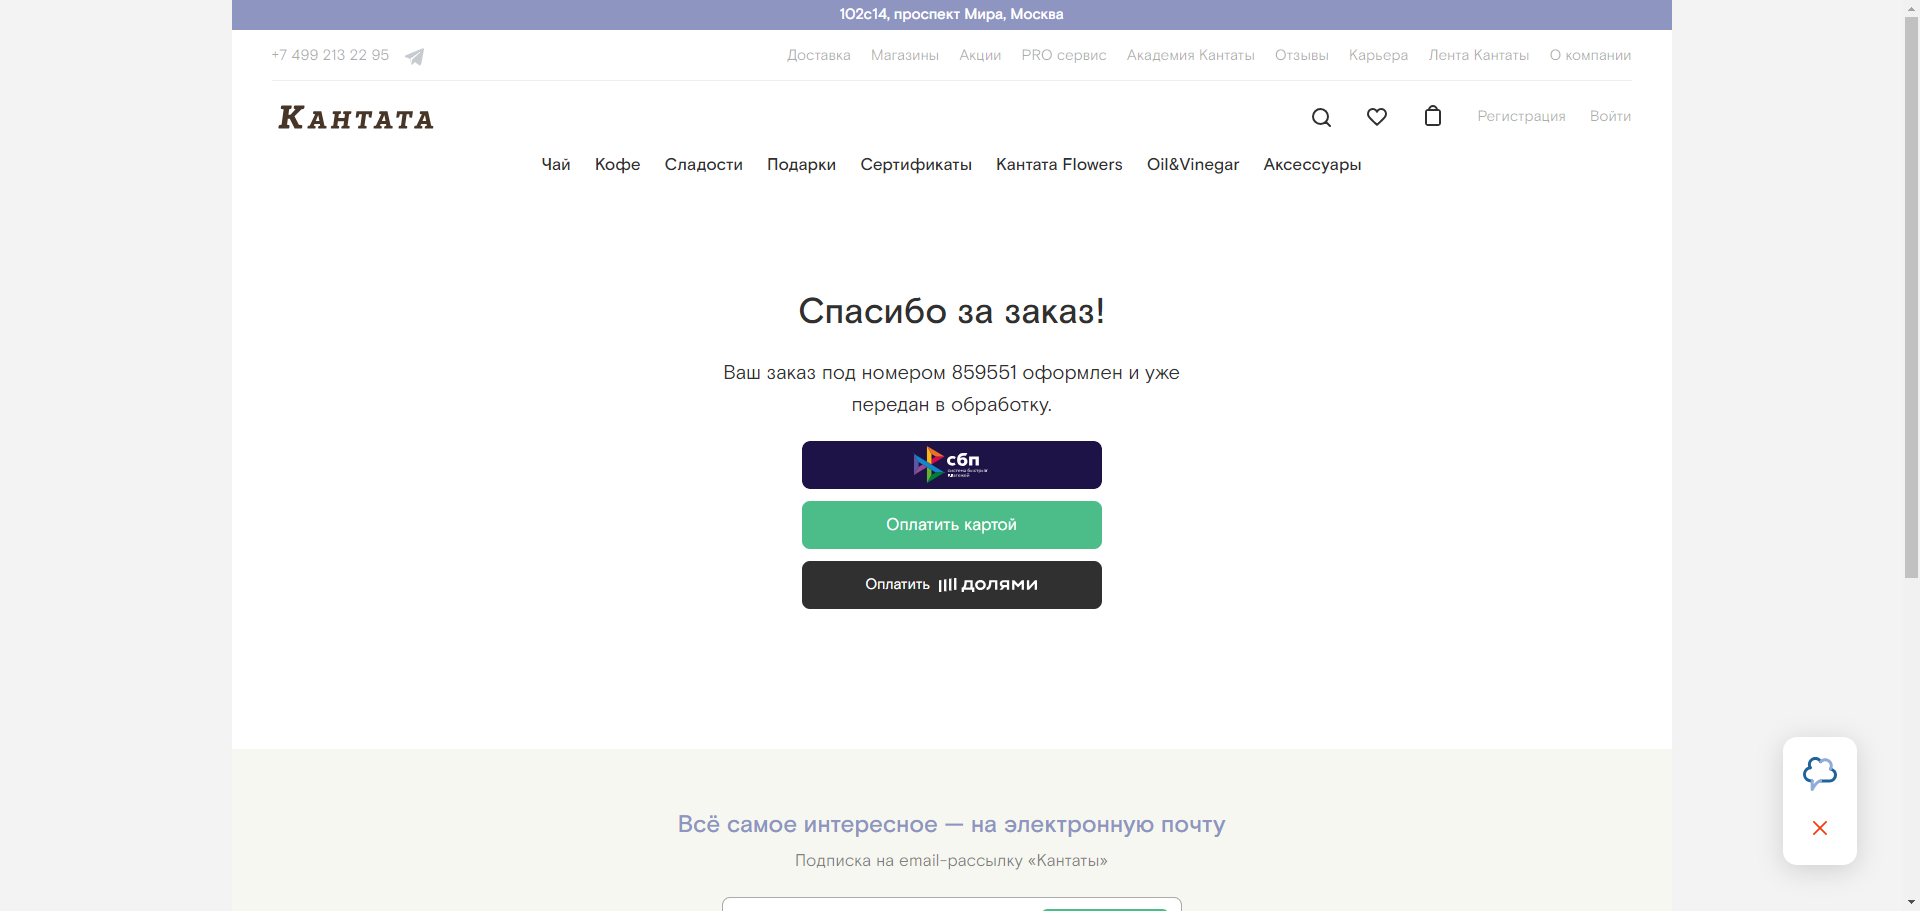 102с14, проспект Мира, Москва
+7 499 213 22 95
Доставка Магазины Акции PRO сервис Академия Кантаты Отзывы Карьера Лента Кантаты О компании
Кантата
Регистрация Войти
Чай Кофе Сладости Подарки Сертификаты Кантата Flowers Oil&Vinegar Аксессуары
Спасибо за заказ!
Ваш заказ под номером 859551 оформлен и уже
передан в обработку.
сбп
Оплатить картой
Оплатить долями
Всё самое интересное — на электронную почту
Подписка на email-рассылку «Кантаты»